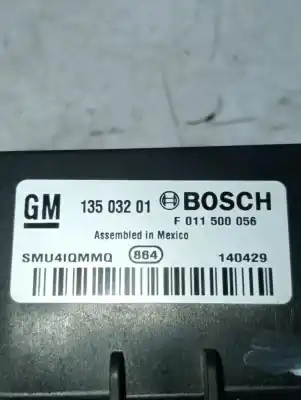 GM 135 032 01 BOSCH
F 011 500 056
Assembled in Mexico
SMU4IQMMQ 864 140429